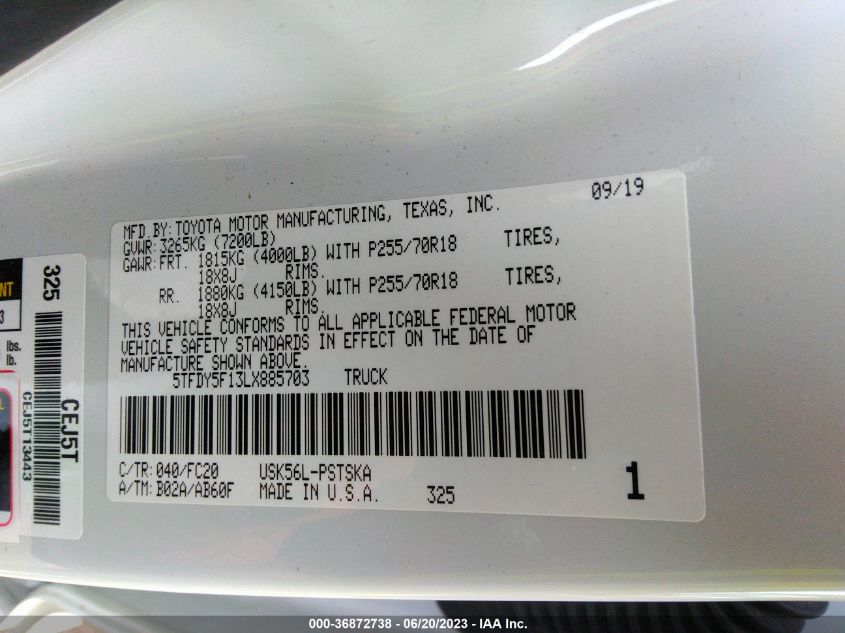 09/19
MFD.BY:TOYOTA MOTOR MANUFACTURING, TEXAS, INC.
GVWR:3265KG (7200LB)
GAWR:FRT. 1815KG (4000LB) WITH P255/70R18 TIRES,
18X8J RIMS.
RR. 1880KG (4150LB) WITH P255/70R18 TIRES,
18X8J RIMS.
THIS VEHICLE CONFORMS TO ALL APPLICABLE FEDERAL MOTOR
VEHICLE SAFETY STANDARDS IN EFFECT ON THE DATE OF
MANUFACTURE SHOWN ABOVE.
5TFDY5F13LX885703 TRUCK
C/TR:040/FC20 USK56L-PSTSKA
A/TM:B02A/AB60F MADE IN U.S.A. 325
1
325
CEJ5T
CEJ5T13443
NT
3
lbs.
lb.
L
000-36872738 - 06/20/2023 - IAA Inc.